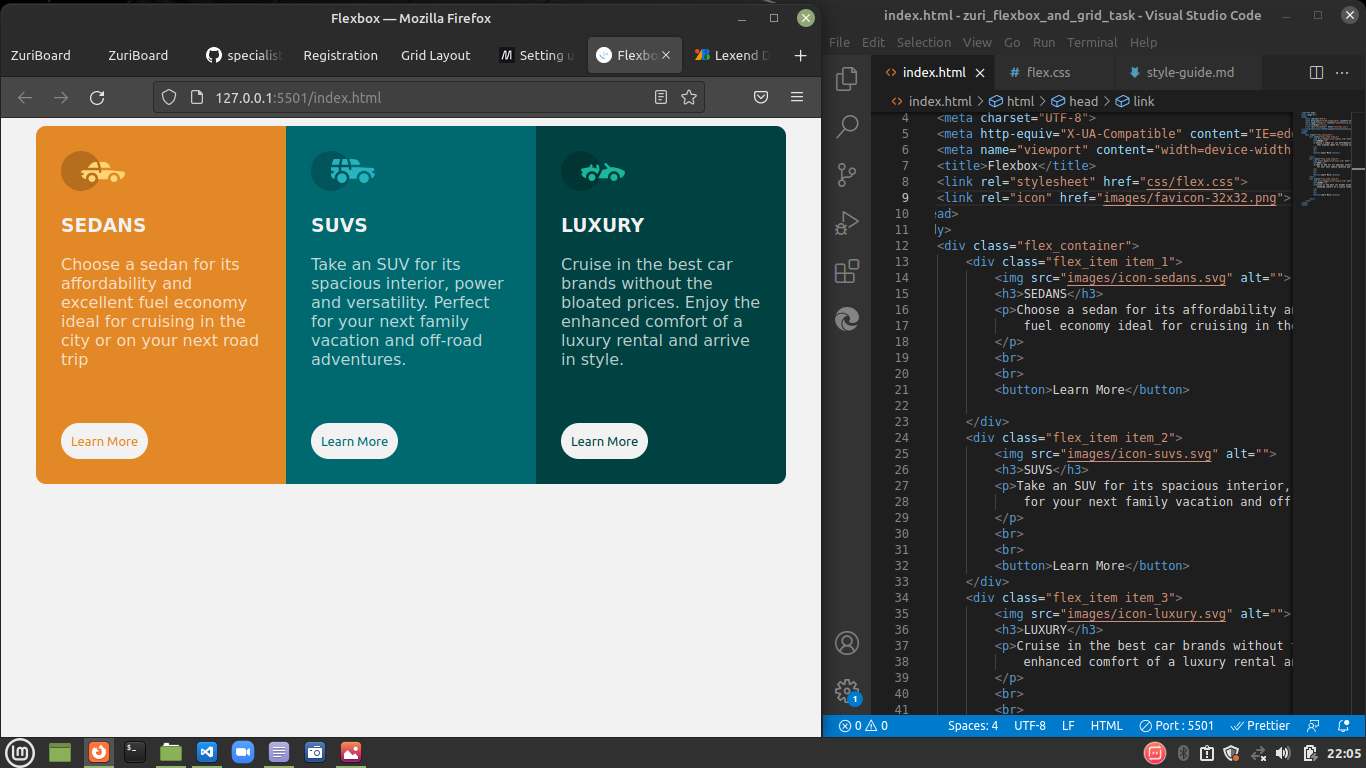 Flexbox — Mozilla Firefox
ZuriBoard
ZuriBoard
specialist
Registration
Grid Layout
Setting u
Flexbo
Lexend D
127.0.0.1:5501/index.html
SEDANS
Choose a sedan for its
affordability and
excellent fuel economy
ideal for cruising in the
city or on your next road
trip
Learn More
SUVS
Take an SUV for its
spacious interior, power
and versatility. Perfect
for your next family
vacation and off-road
adventures.
Learn More
LUXURY
Cruise in the best car
brands without the
bloated prices. Enjoy the
enhanced comfort of a
luxury rental and arrive
in style.
Learn More
index.html - zuri_flexbox_and_grid_task - Visual Studio Code
File Edit Selection View Go Run Terminal Help
index.html
flex.css
style-guide.md
index.html > html > head > link
4 <meta charset="UTF-8">
5 <meta http-equiv="X-UA-Compatible" content="IE=ed
6 <meta name="viewport" content="width=device-width
7 <title>Flexbox</title>
8 <link rel="stylesheet" href="css/flex.css">
9 <link rel="icon" href="images/favicon-32x32.png">
10 ead>
11 dy>
12 <div class="flex_container">
13 <div class="flex_item item_1">
14 <img src="images/icon-sedans.svg" alt="">
15 <h3>SEDANS</h3>
16 <p>Choose a sedan for its affordability a
17 fuel economy ideal for cruising in the
18 </p>
19 <br>
20 <br>
21 <button>Learn More</button>
22
23 </div>
24 <div class="flex_item item_2">
25 <img src="images/icon-suvs.svg" alt="">
26 <h3>SUVS</h3>
27 <p>Take an SUV for its spacious interior,
28 for your next family vacation and off
29 </p>
30 <br>
31 <br>
32 <button>Learn More</button>
33 </div>
34 <div class="flex_item item_3">
35 <img src="images/icon-luxury.svg" alt="">
36 <h3>LUXURY</h3>
37 <p>Cruise in the best car brands without
38 enhanced comfort of a luxury rental a
39 </p>
40 <br>
41 <br>
1
0 0
Spaces: 4 UTF-8 LF HTML Port : 5501 Prettier
lm
22:05